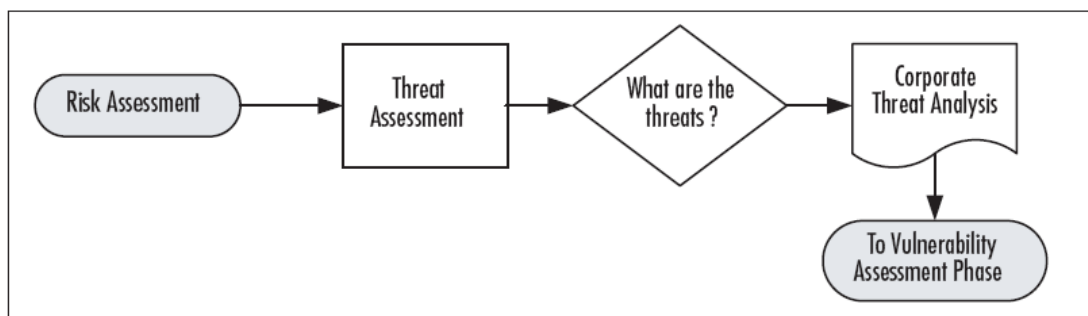 Risk Assessment
Threat
Assessment
What are the
threats ?
Corporate
Threat Analysis
To Vulnerability
Assessment Phase